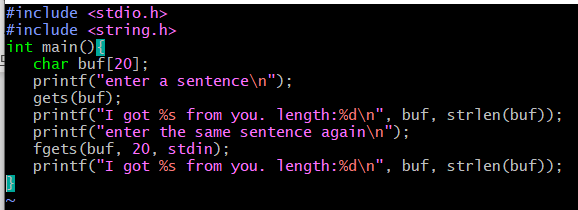 #include <stdio.h>
#include <string.h>
int main(){
   char buf[20];
   printf("enter a sentence\n");
   gets(buf);
   printf("I got %s from you. length:%d\n", buf, strlen(buf));
   printf("enter the same sentence again\n");
   fgets(buf, 20, stdin);
   printf("I got %s from you. length:%d\n", buf, strlen(buf));
}
~